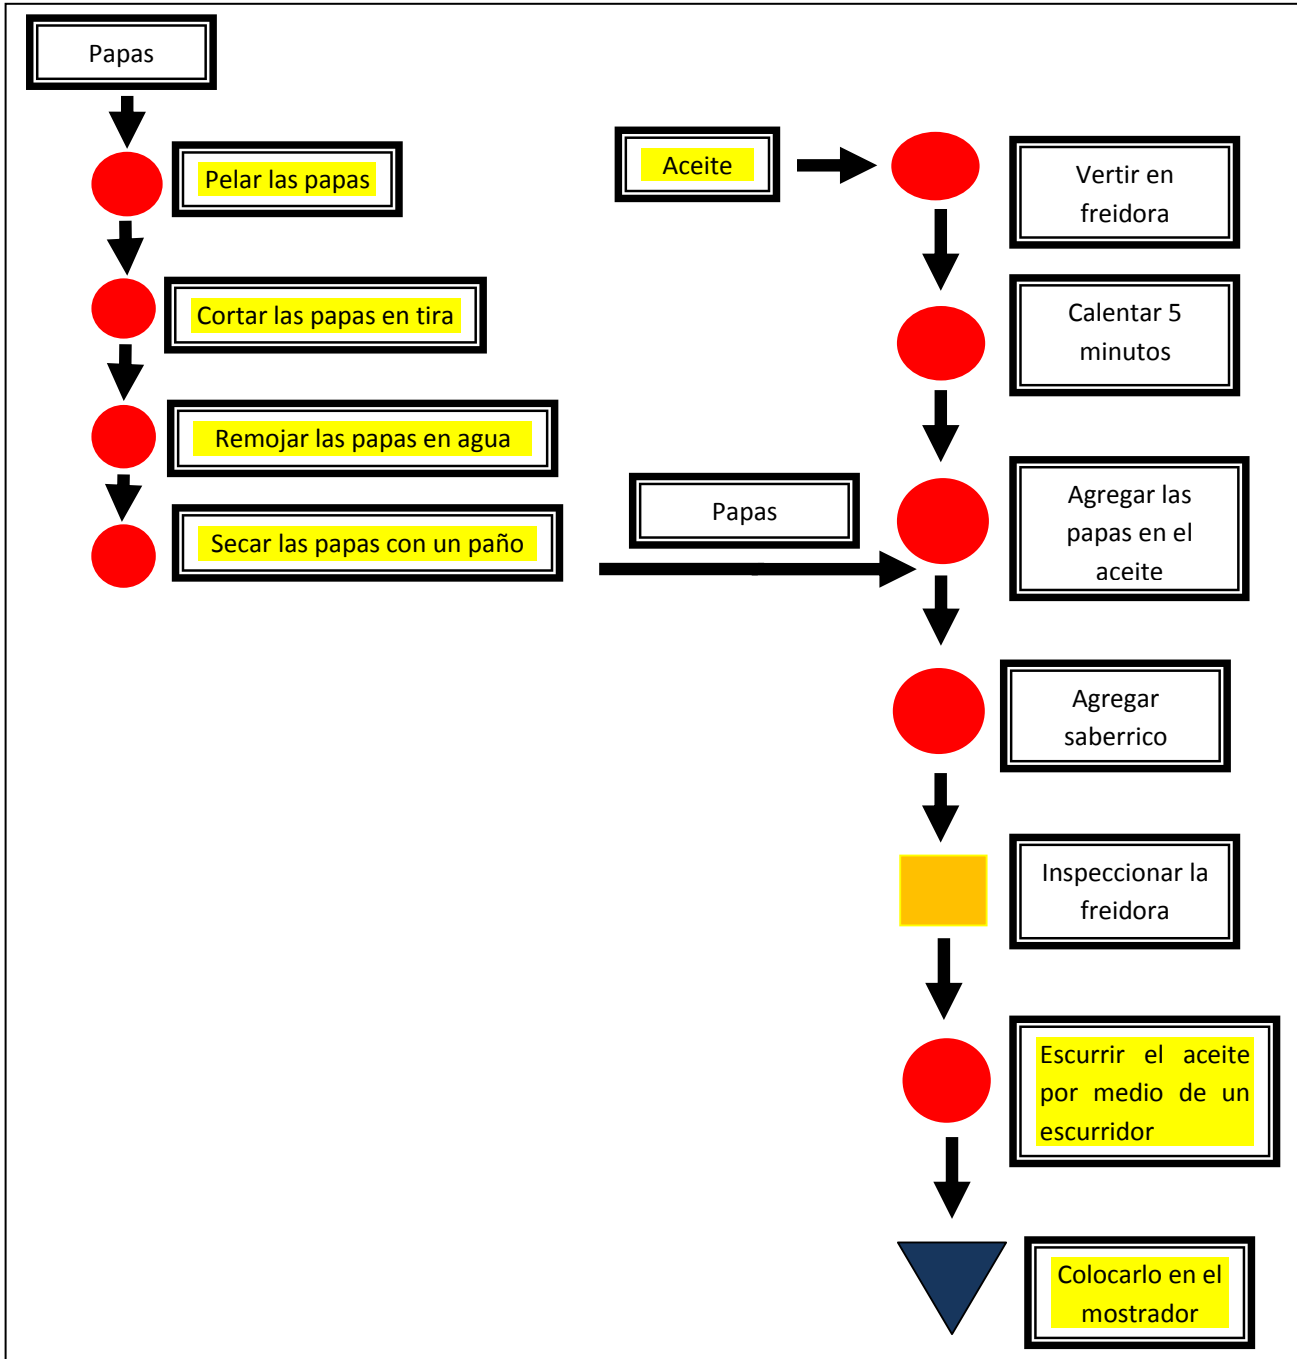 Papas
Pelar las papas
Cortar las papas en tira
Remojar las papas en agua
Secar las papas con un paño
Aceite
Vertir en
freidora
Calentar 5
minutos
Papas
Agregar las
papas en el
aceite
Agregar
saberrico
Inspeccionar la
freidora
Escurrir el aceite
por medio de un
escurridor
Colocarlo en el
mostrador